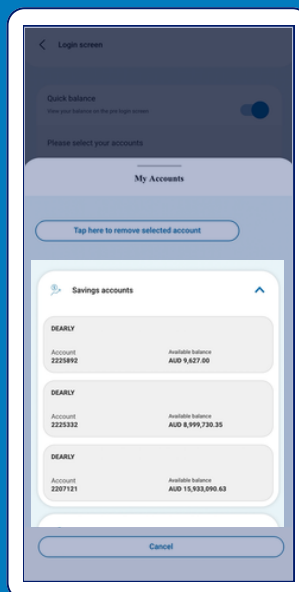 Login screen
Quick balance
View your balance on the pre login screen
Please select your accounts
My Accounts
Tap here to remove selected account
Savings accounts
DEARLY
Account Available balance
2225892 AUD 9,627.00
DEARLY
Account Available balance
2225332 AUD 8,999,730.35
DEARLY
Account Available balance
2207121 AUD 15,933,090.63
Cancel